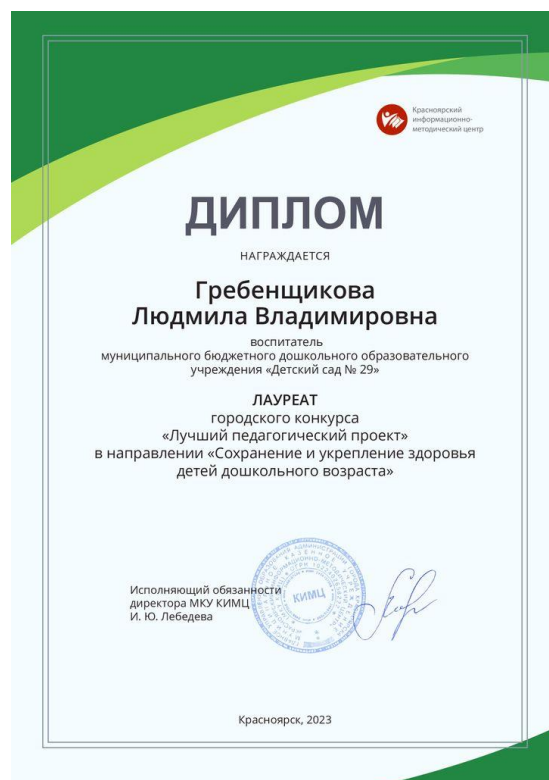 Красноярский
информационно-
методический центр
ДИПЛОМ
НАГРАЖДАЕТСЯ
Гребенщикова
Людмила Владимировна
воспитатель
муниципального бюджетного дошкольного образовательного
учреждения «Детский сад № 29»
ЛАУРЕАТ
городского конкурса
«Лучший педагогический проект»
в направлении «Сохранение и укрепление здоровья
детей дошкольного возраста»
Исполняющий обязанности
директора МКУ КИМЦ
И. Ю. Лебедева
КИМЦ
Красноярск, 2023